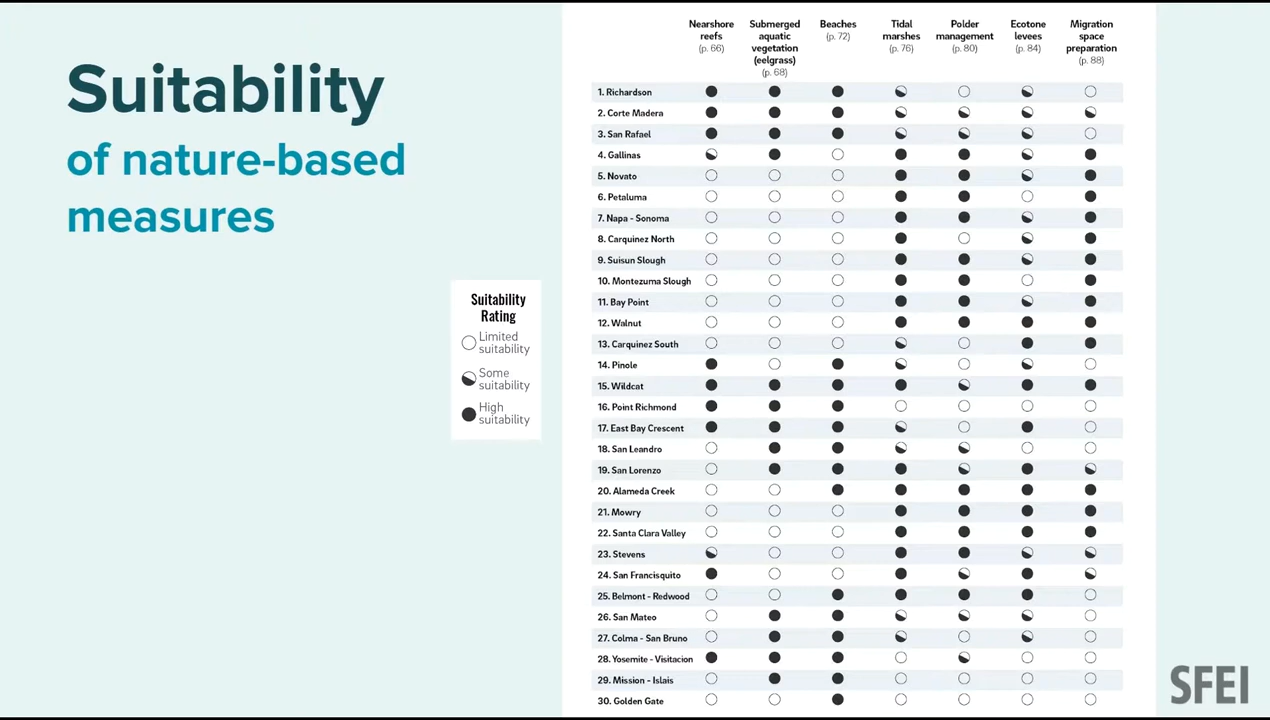 Suitability
of nature-based
measures
Suitability
Rating
Limited
suitability
Some
suitability
High
suitability
Nearshore
reefs
(p. 66)
Submerged
aquatic
vegetation
(eelgrass)
(p. 68)
Beaches
(p. 72)
Tidal
marshes
(p. 76)
Polder
management
(p. 80)
Ecotone
levees
(p. 84)
Migration
space
preparation
(p. 88)
1. Richardson
2. Corte Madera
3. San Rafael
4. Gallinas
5. Novato
6. Petaluma
7. Napa - Sonoma
8. Carquinez North
9. Suisun Slough
10. Montezuma Slough
11. Bay Point
12. Walnut
13. Carquinez South
14. Pinole
15. Wildcat
16. Point Richmond
17. East Bay Crescent
18. San Leandro
19. San Lorenzo
20. Alameda Creek
21. Mowry
22. Santa Clara Valley
23. Stevens
24. San Francisquito
25. Belmont - Redwood
26. San Mateo
27. Colma - San Bruno
28. Yosemite - Visitacion
29. Mission - Islais
30. Golden Gate
SFEI